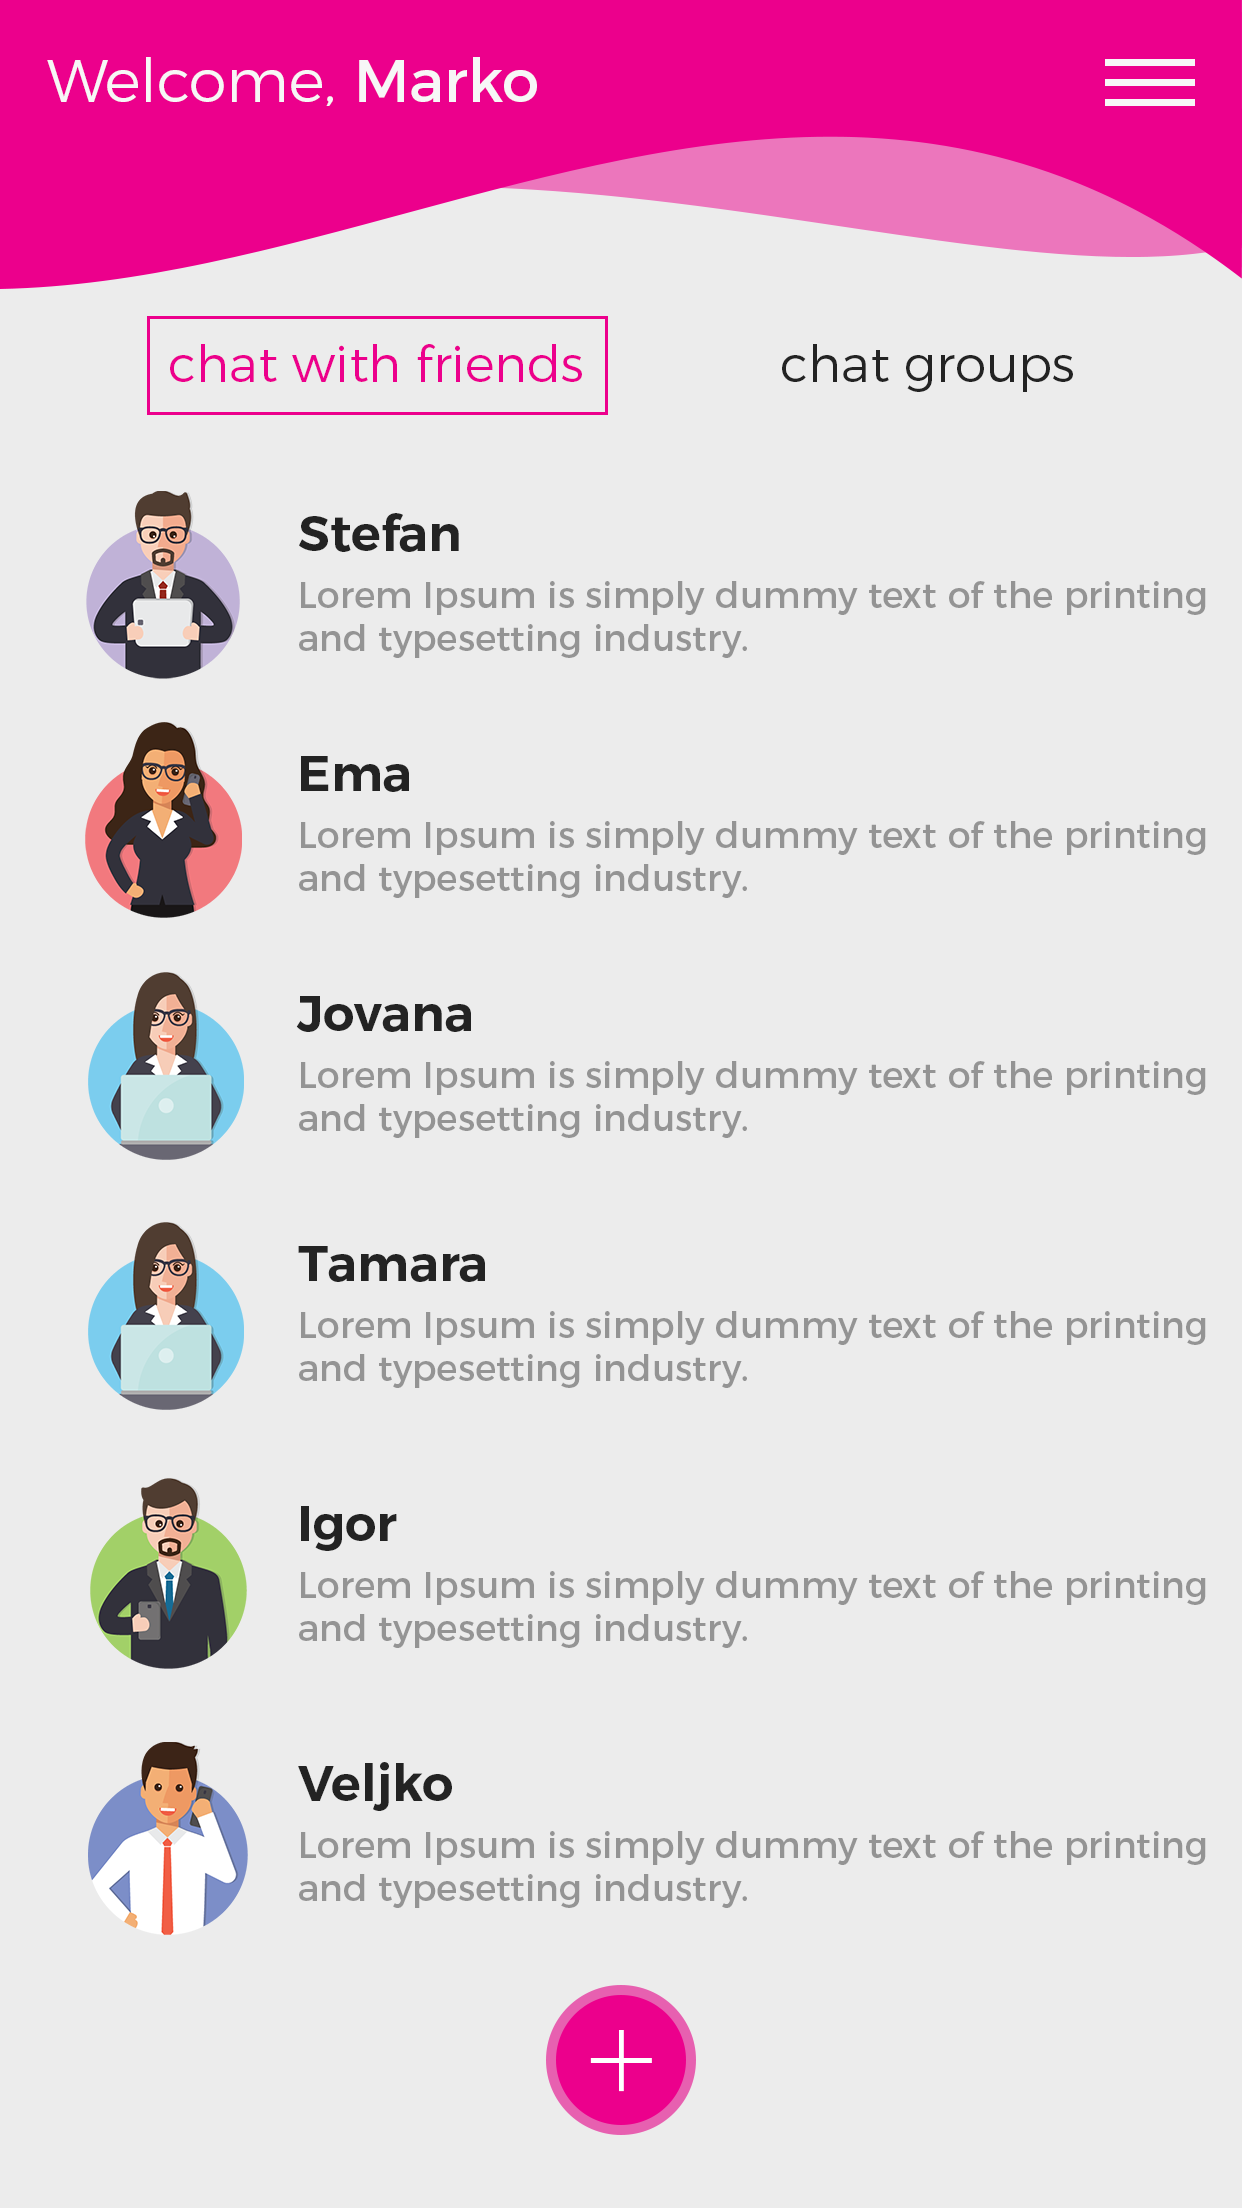 Welcome, Marko
chat with friends
chat groups
Stefan
Lorem Ipsum is simply dummy text of the printing
and typesetting industry.
Ema
Lorem Ipsum is simply dummy text of the printing
and typesetting industry.
Jovana
Lorem Ipsum is simply dummy text of the printing
and typesetting industry.
Tamara
Lorem Ipsum is simply dummy text of the printing
and typesetting industry.
Igor
Lorem Ipsum is simply dummy text of the printing
and typesetting industry.
Veljko
Lorem Ipsum is simply dummy text of the printing
and typesetting industry.